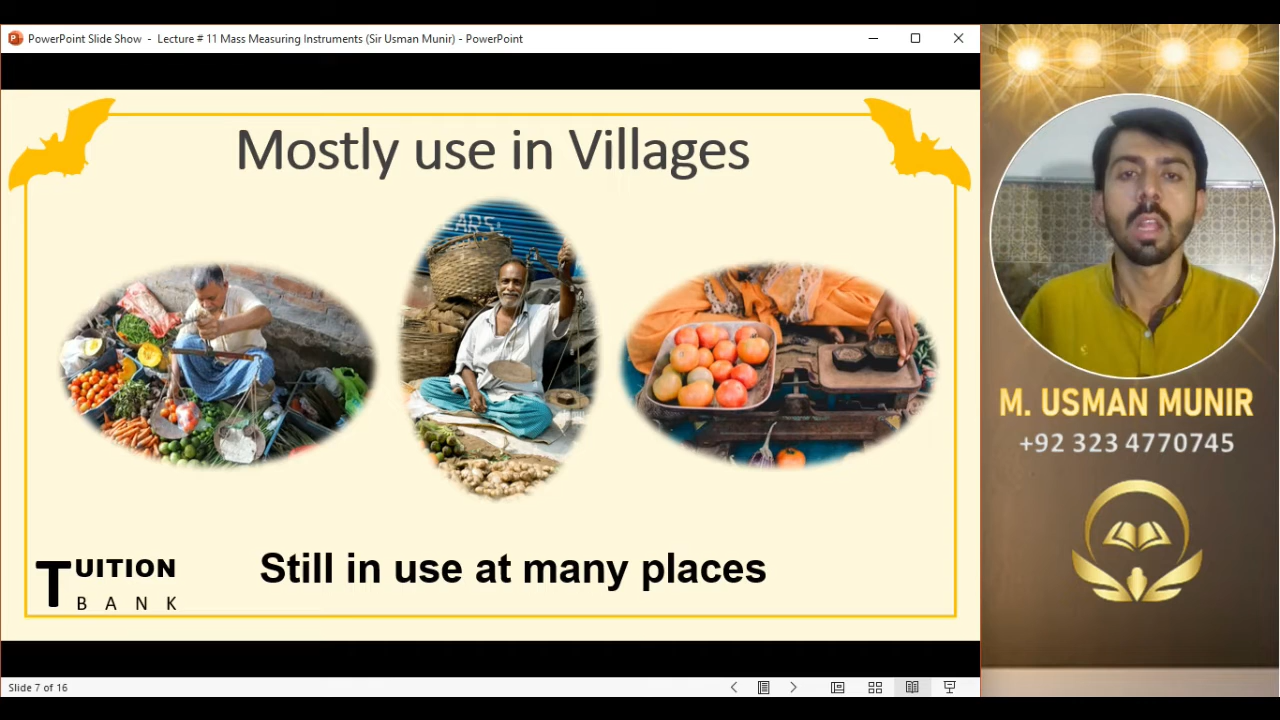 PowerPoint Slide Show - Lecture # 11 Mass Measuring Instruments (Sir Usman Munir) - PowerPoint
Mostly use in Villages
EARS
Still in use at many places
TUITION
BANK
Slide 7 of 16
M. USMAN MUNIR
+92 323 4770745